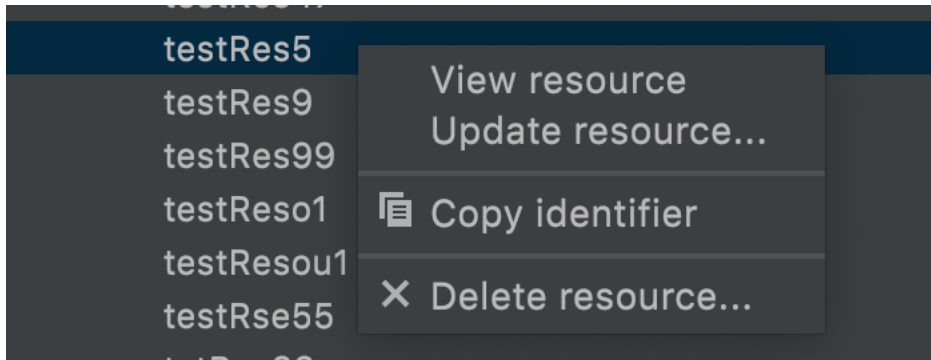 testRes5
testRes9
testRes99
testReso1
testResou1
testRse55
View resource
Update resource...
Copy identifier
Delete resource...